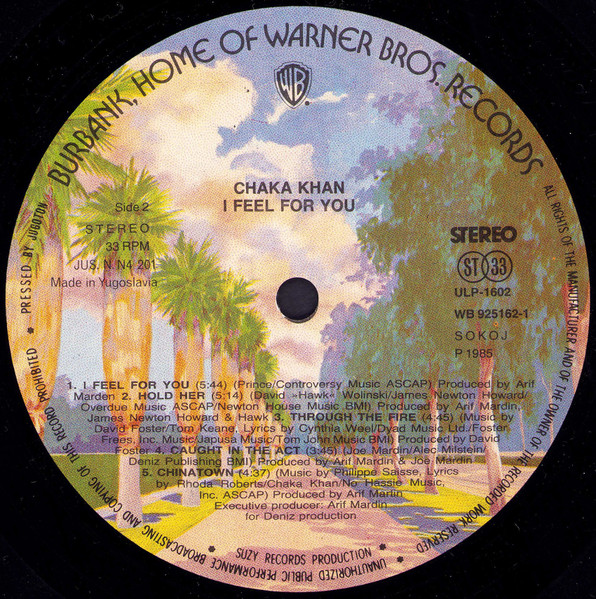 BURBANK, HOME OF WARNER BROS. RECORDS
WB
CHAKA KHAN
I FEEL FOR YOU
Side 2
STEREO
33 RPM
JUS. N. N4 201
Made in Yugoslavia
STEREO
ST 33
ULP-1602
WB 925162-1
SOKOJ
P 1985
1. I FEEL FOR YOU (5:44) (Prince/Controversy Music ASCAP) Produced by Arif
Marden 2. HOLD HER (5:14) (David »Hawk« Wolinski/James Newton Howard/
Overdue Music ASCAP/Newton House Music BMI) Produced by Arif Mardin,
James Newton Howard & Hawk 3. THROUGH THE FIRE (4:45) (Music by
David Foster/Tom Keane, Lyrics by Cynthia Weel/Dyad Music Ltd./Foster
Frees, Inc. Music/Japusa Music/Tom John Music BMI) Produced by David
Foster 4. CAUGHT IN THE ACT (3:45) (Joe Mardin/Alec Milstein/
Deniz Publishing BMI) Produced by Arif Mardin & Joe Mardin
5. CHINATOWN (4:37) (Music by Philippe Saisse, Lyrics
by Rhoda Roberts/Chaka Khan/No Hassie Music,
Inc. ASCAP) Produced by Arif Mardin
Executive producer: Arif Mardin
for Deniz production
* SUZY RECORDS PRODUCTION *
ALL RIGHTS OF THE MANUFACTURER AND OF THE OWNER OF THE RECORDED WORK RESERVED
* UNAUTHORIZED PUBLIC PERFORMANCE BROADCASTING AND COPYING OF THIS RECORD PROHIBITED * PRESSED BY JUGOTON